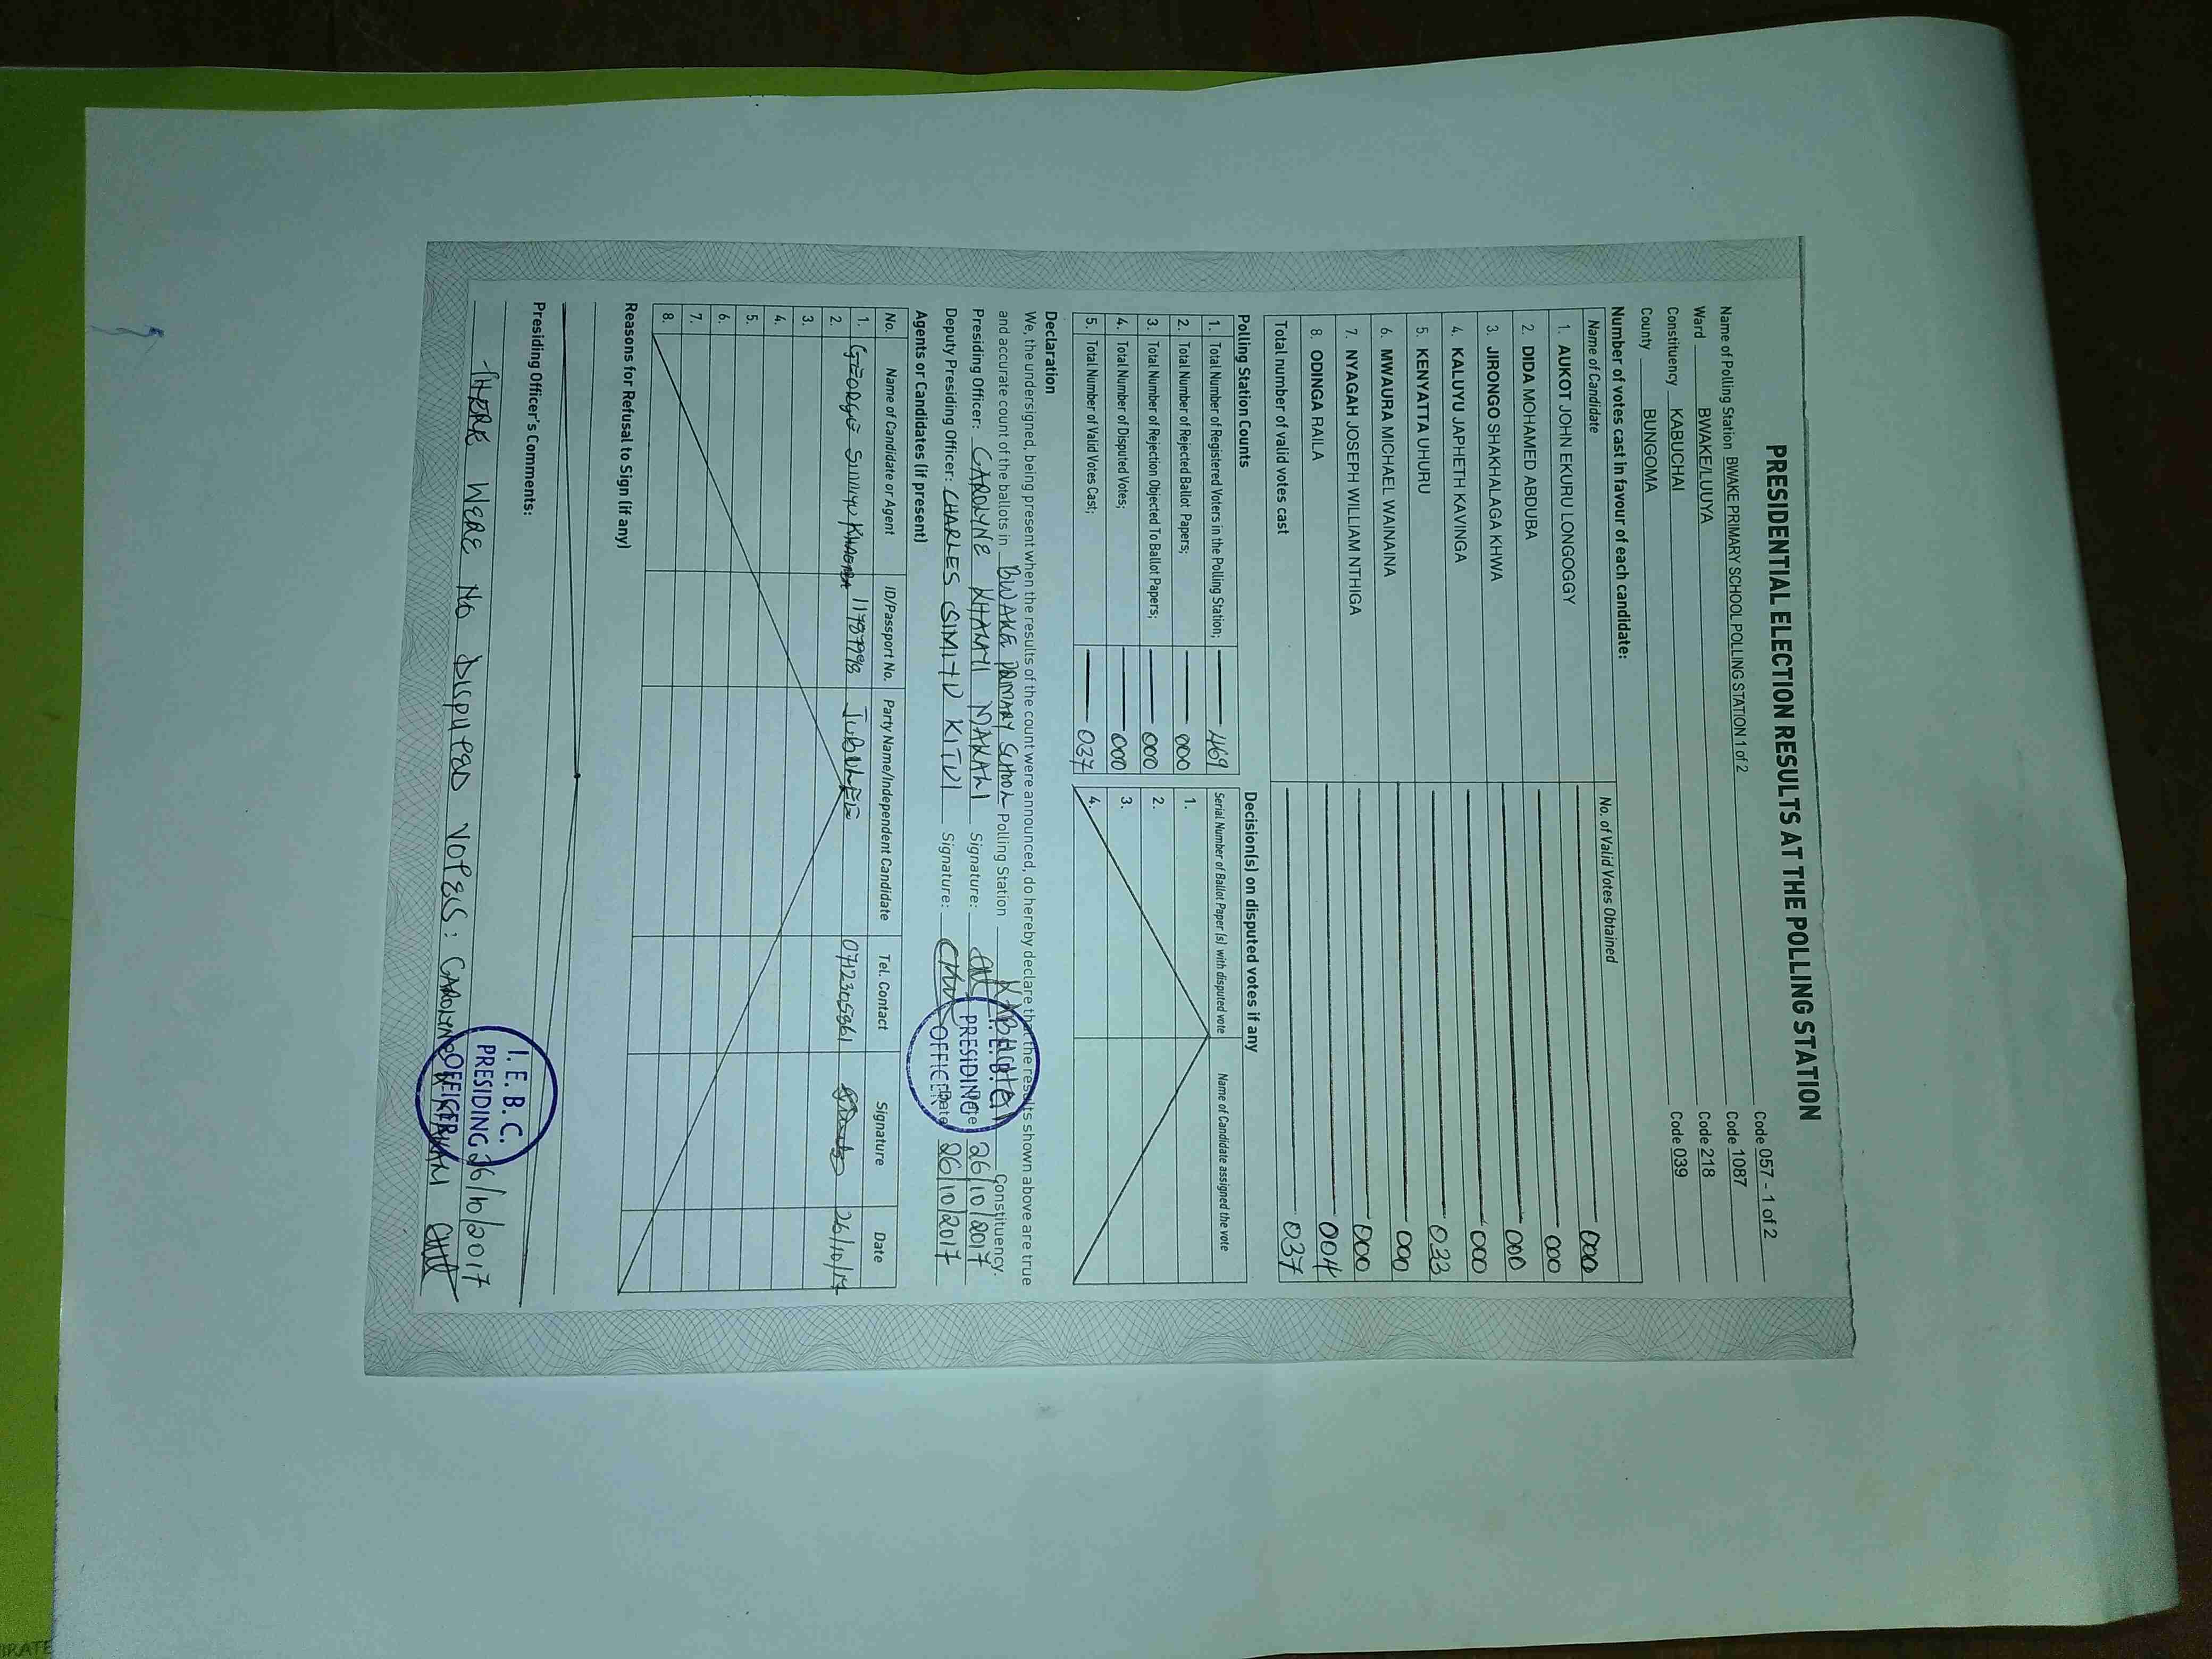 PRESIDENTIAL ELECTION RESULTS AT THE POLLING STATION
Name of Polling Station BWAKE PRIMARY SCHOOL POLLING STATION 1 of 2 Code 057 - 1 of 2
Ward BWAKE/LUUYA Code 1087
Constituency KABUCHAI Code 218
County BUNGOMA Code 039
Number of votes cast in favour of each candidate:
Name of Candidate No. of Valid Votes Obtained
1. AUKOT JOHN EKURU LONGOGGY 000
2. DIDA MOHAMED ABDUBA 000
3. JIRONGO SHAKHALAGA KHWA 000
4. KALUYU JAPHETH KAVINGA 000
5. KENYATTA UHURU 033
6. MWAURA MICHAEL WAINAINA 000
7. NYAGAH JOSEPH WILLIAM NTHIGA 000
8. ODINGA RAILA 004
Total number of valid votes cast 037
Polling Station Counts
1. Total Number of Registered Voters in the Polling Station; 469
2. Total Number of Rejected Ballot Papers; 000
3. Total Number of Rejection Objected To Ballot Papers; 000
4. Total Number of Disputed Votes; 000
5. Total Number of Valid Votes Cast; 037
Decision(s) on disputed votes if any
Serial Number of Ballot Paper (s) with disputed vote Name of Candidate assigned the vote
1.
2.
3.
4.
Declaration
We, the undersigned, being present when the results of the count were announced, do hereby declare that the results shown above are true
and accurate count of the ballots in BWAKE PRIMARY SCHOOL Polling Station KABUCHAI Constituency.
Presiding Officer: CAROLYNE KHANALI Signature: Date 26/10/2017
Deputy Presiding Officer: CHARLES SIMIYU KITUI Signature: Date 26/10/2017
I.E.B.C.
PRESIDING
OFFICER
Agents or Candidates (if present)
No. Name of Candidate or Agent ID/Passport No. Party Name/Independent Candidate Tel. Contact Signature Date
1. GEORGE SIMIYU JUBILEE 0712305361 26/10/17
2.
3.
4.
5.
6.
7.
8.
Reasons for Refusal to Sign (if any)
Presiding Officer's Comments:
THERE WERE NO DISPUTED VOTES: CAROLYNE
26/10/2017
I. E. B. C.
PRESIDING
OFFICER